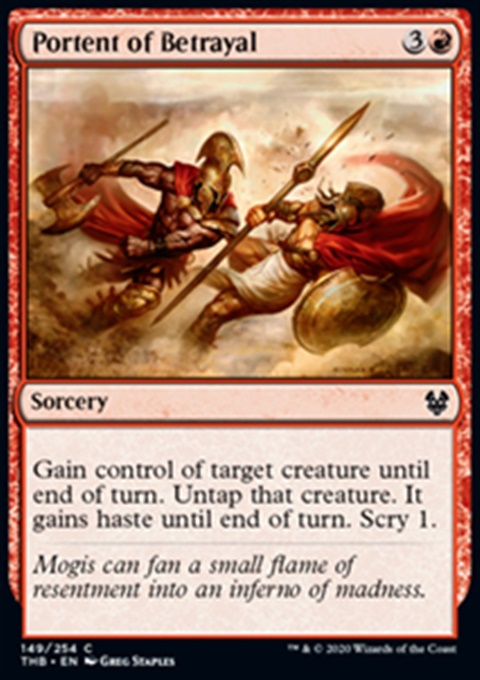 Portent of Betrayal 3
Sorcery
Gain control of target creature until
end of turn. Untap that creature. It
gains haste until end of turn. Scry 1.
Mogis can fan a small flame of
resentment into an inferno of madness.
149/254 C
THB • EN Greg Staples
™ & © 2020 Wizards of the Coast